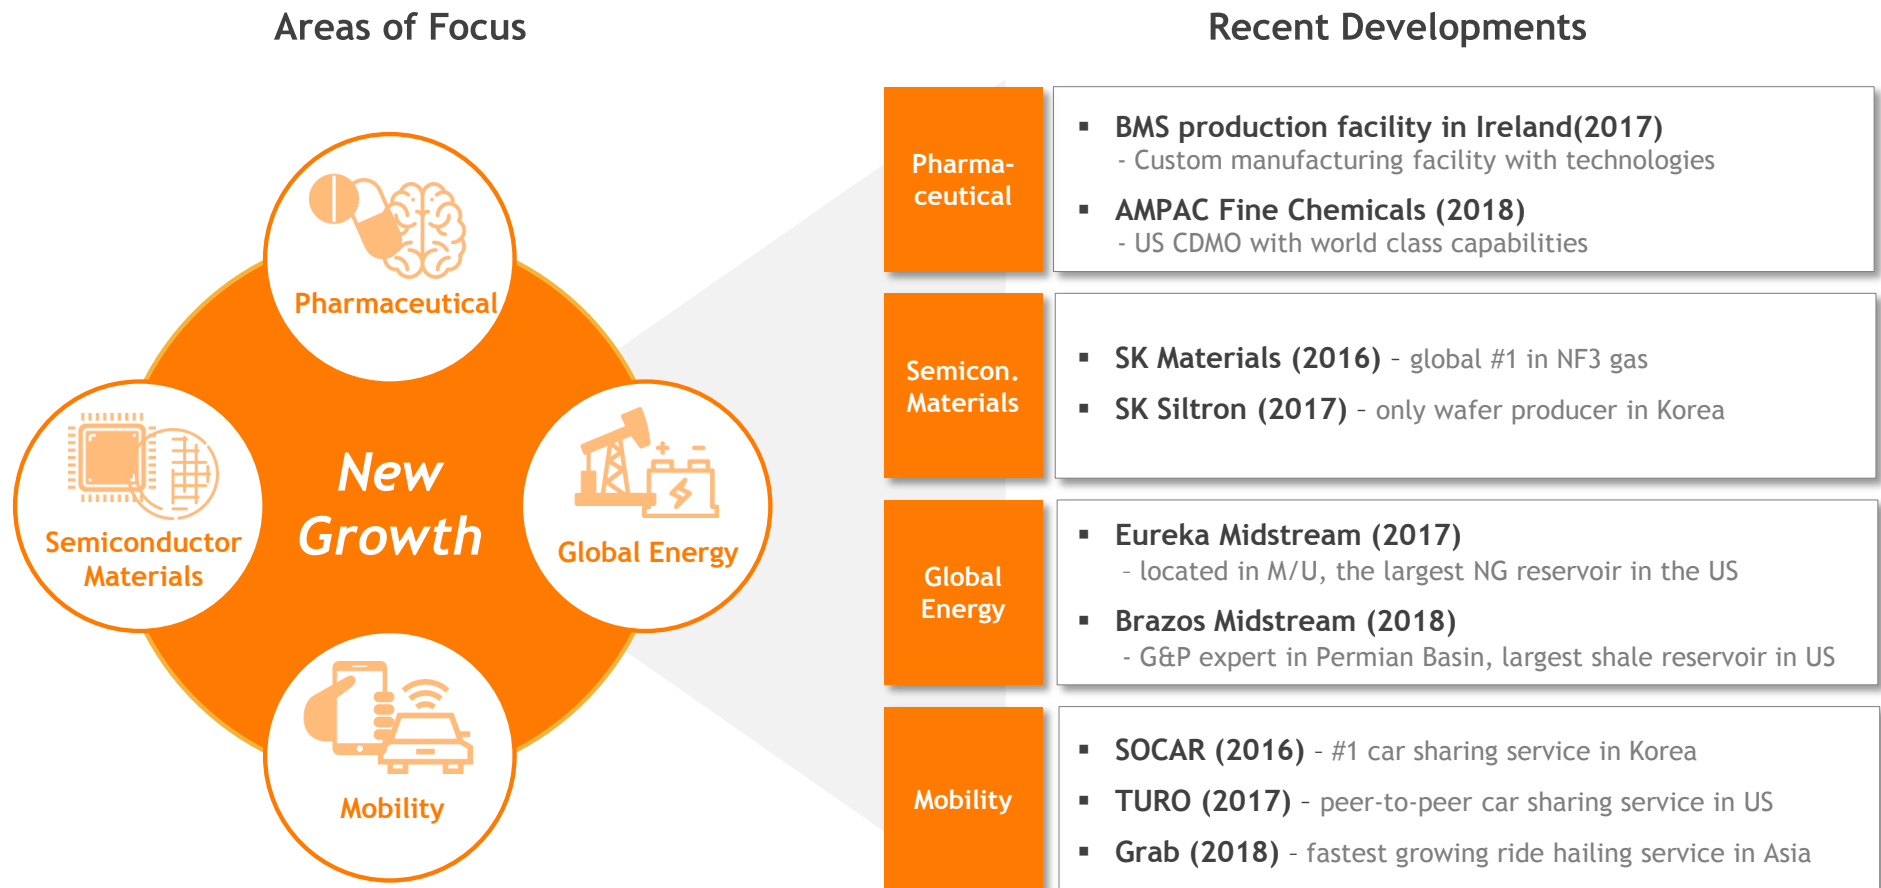 Areas of Focus
Recent Developments
Pharmaceutical
Semiconductor
Materials
New
Growth
Global Energy
Mobility
Pharma-
ceutical
▪ BMS production facility in Ireland(2017)
- Custom manufacturing facility with technologies
▪ AMPAC Fine Chemicals (2018)
- US CDMO with world class capabilities
Semicon.
Materials
▪ SK Materials (2016) – global #1 in NF3 gas
▪ SK Siltron (2017) – only wafer producer in Korea
Global
Energy
▪ Eureka Midstream (2017)
– located in M/U, the largest NG reservoir in the US
▪ Brazos Midstream (2018)
- G&P expert in Permian Basin, largest shale reservoir in US
Mobility
▪ SOCAR (2016) – #1 car sharing service in Korea
▪ TURO (2017) – peer-to-peer car sharing service in US
▪ Grab (2018) – fastest growing ride hailing service in Asia